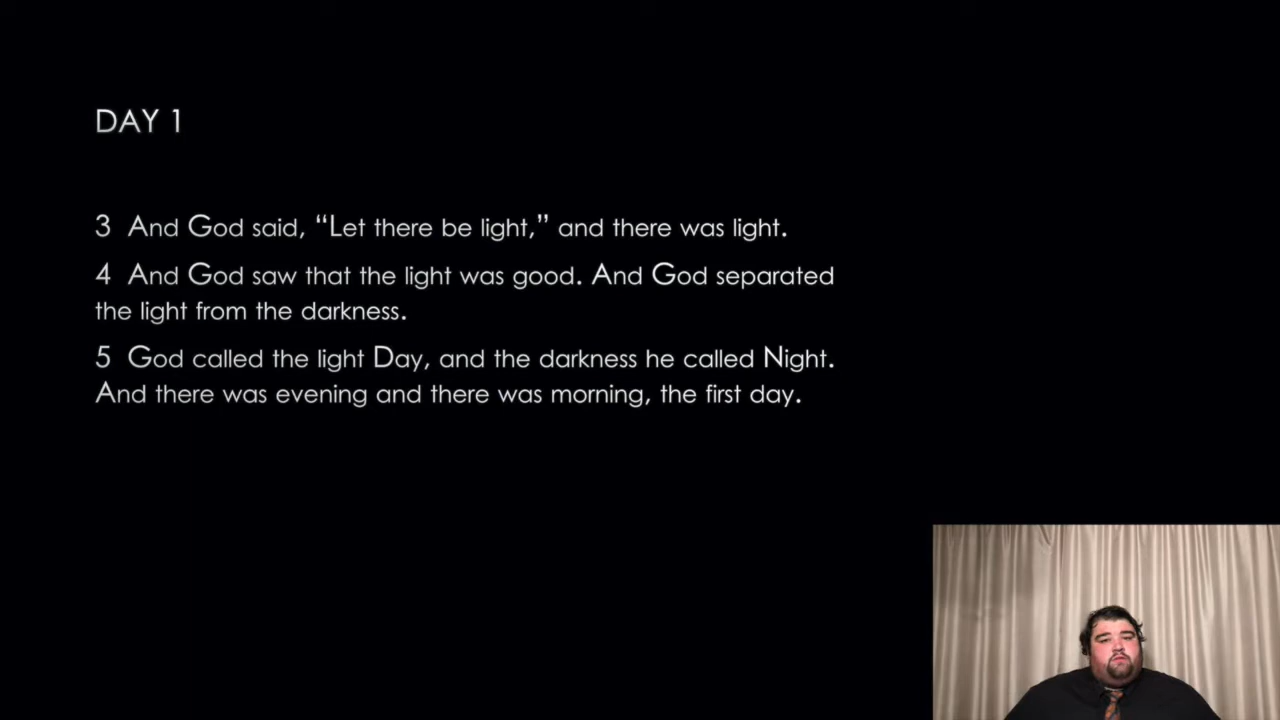 DAY 1
3 And God said, “Let there be light,” and there was light.
4 And God saw that the light was good. And God separated
the light from the darkness.
5 God called the light Day, and the darkness he called Night.
And there was evening and there was morning, the first day.